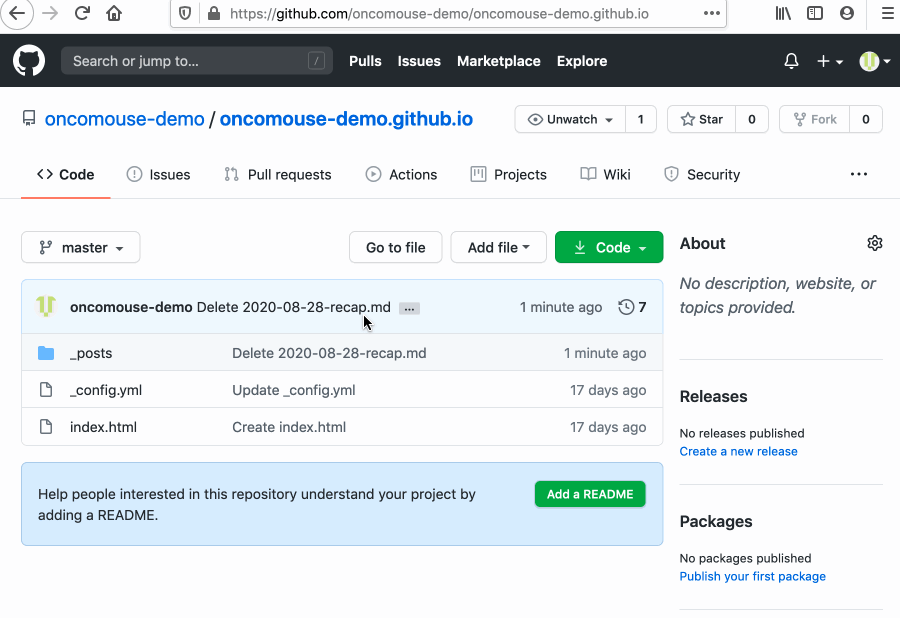 https://github.com/oncomouse-demo/oncomouse-demo.github.io
Search or jump to... /
Pulls Issues Marketplace Explore
oncomouse-demo / oncomouse-demo.github.io
Unwatch 1 Star 0 Fork 0
Code Issues Pull requests Actions Projects Wiki Security ...
master Go to file Add file Code
oncomouse-demo Delete 2020-08-28-recap.md ... 1 minute ago 7
_posts Delete 2020-08-28-recap.md 1 minute ago
_config.yml Update _config.yml 17 days ago
index.html Create index.html 17 days ago
Help people interested in this repository understand your project by
adding a README.
Add a README
About
No description, website, or
topics provided.
Releases
No releases published
Create a new release
Packages
No packages published
Publish your first package